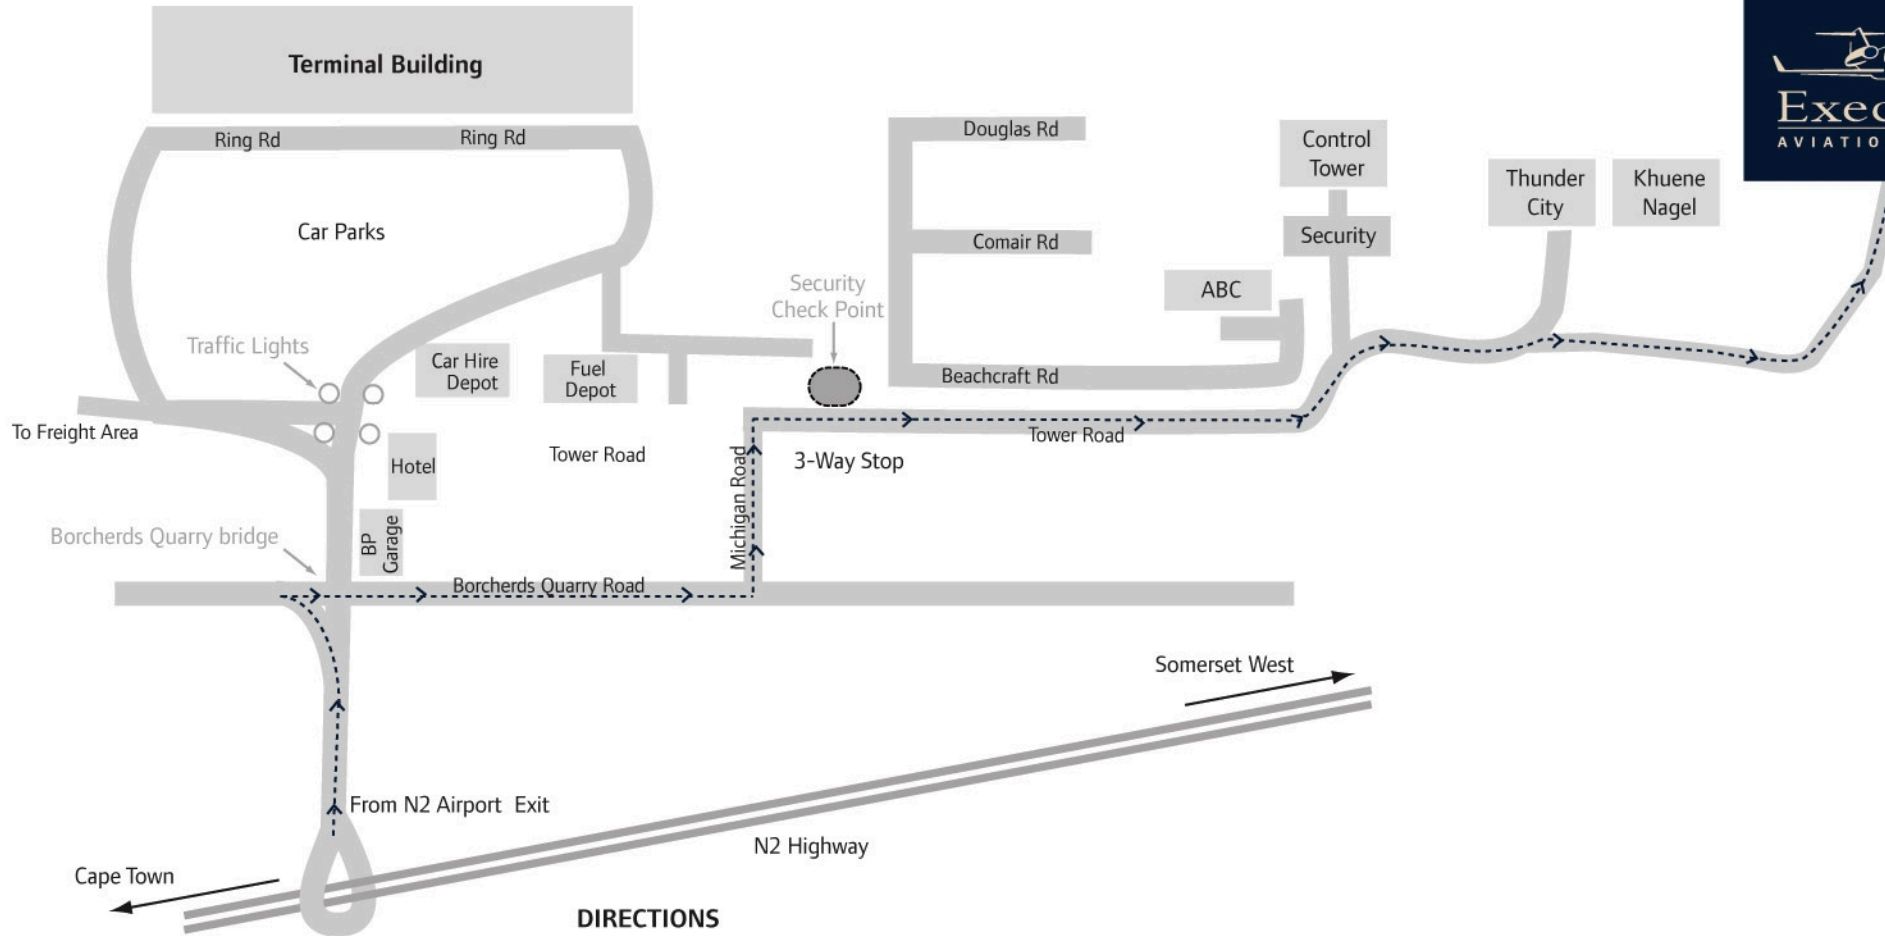 Terminal Building
Ring Rd
Ring Rd
Car Parks
Douglas Rd
Comair Rd
Control
Tower
Security
Thunder
City
Khuene
Nagel
AVIATIO
ABC
Security
Check Point
Traffic Lights
Car Hire
Depot
Fuel
Depot
Beachcraft Rd
To Freight Area
Tower Road
Tower Road
Hotel
3-Way Stop
Michigan Road
Borcherds Quarry bridge
BP
Garage
Borcherds Quarry Road
Somerset West
From N2 Airport Exit
N2 Highway
Cape Town
DIRECTIONS